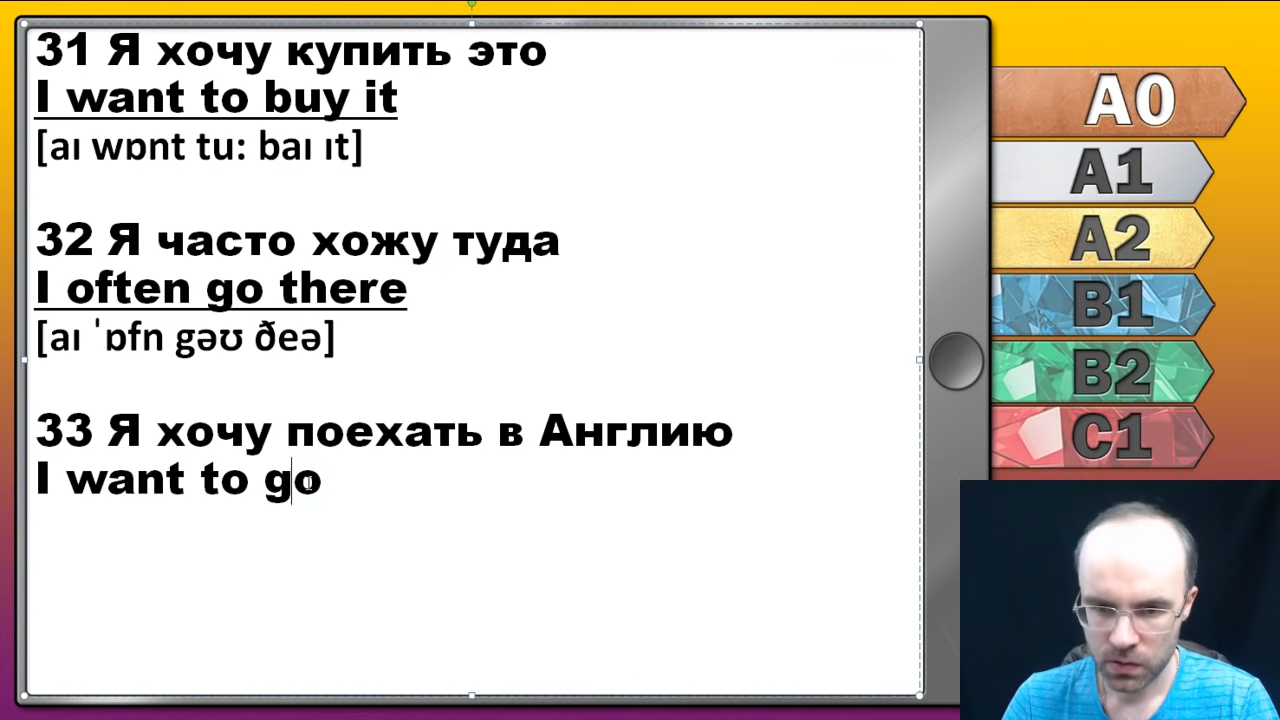 31 Я хочу купить это
I want to buy it
[aɪ wɒnt tu: baɪ ɪt]
32 Я часто хожу туда
I often go there
[aɪ ˈɒfn gəʊ ðeə]
33 Я хочу поехать в Англию
I want to go
A0
A1
A2
B1
B2
C1